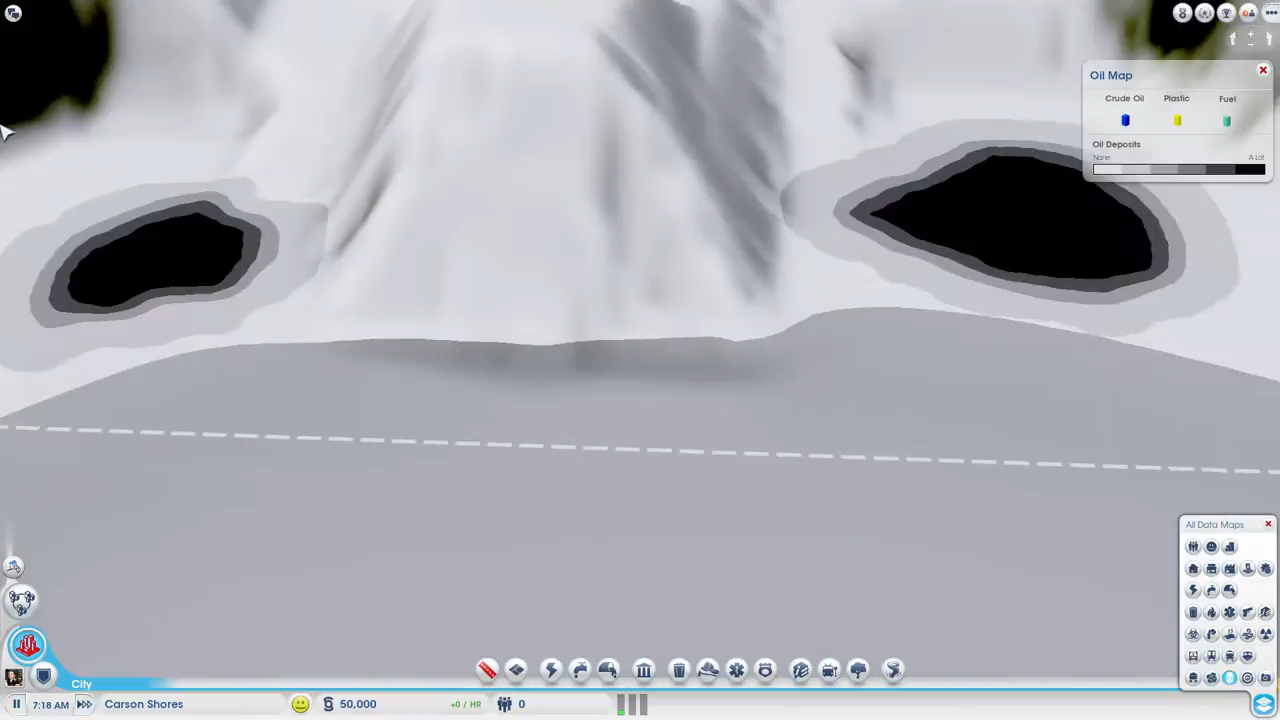 Oil Map
Crude Oil Plastic Fuel
Oil Deposits
None A Lot
All Data Maps
City
7:18 AM Carson Shores 50,000 +0 / HR 0